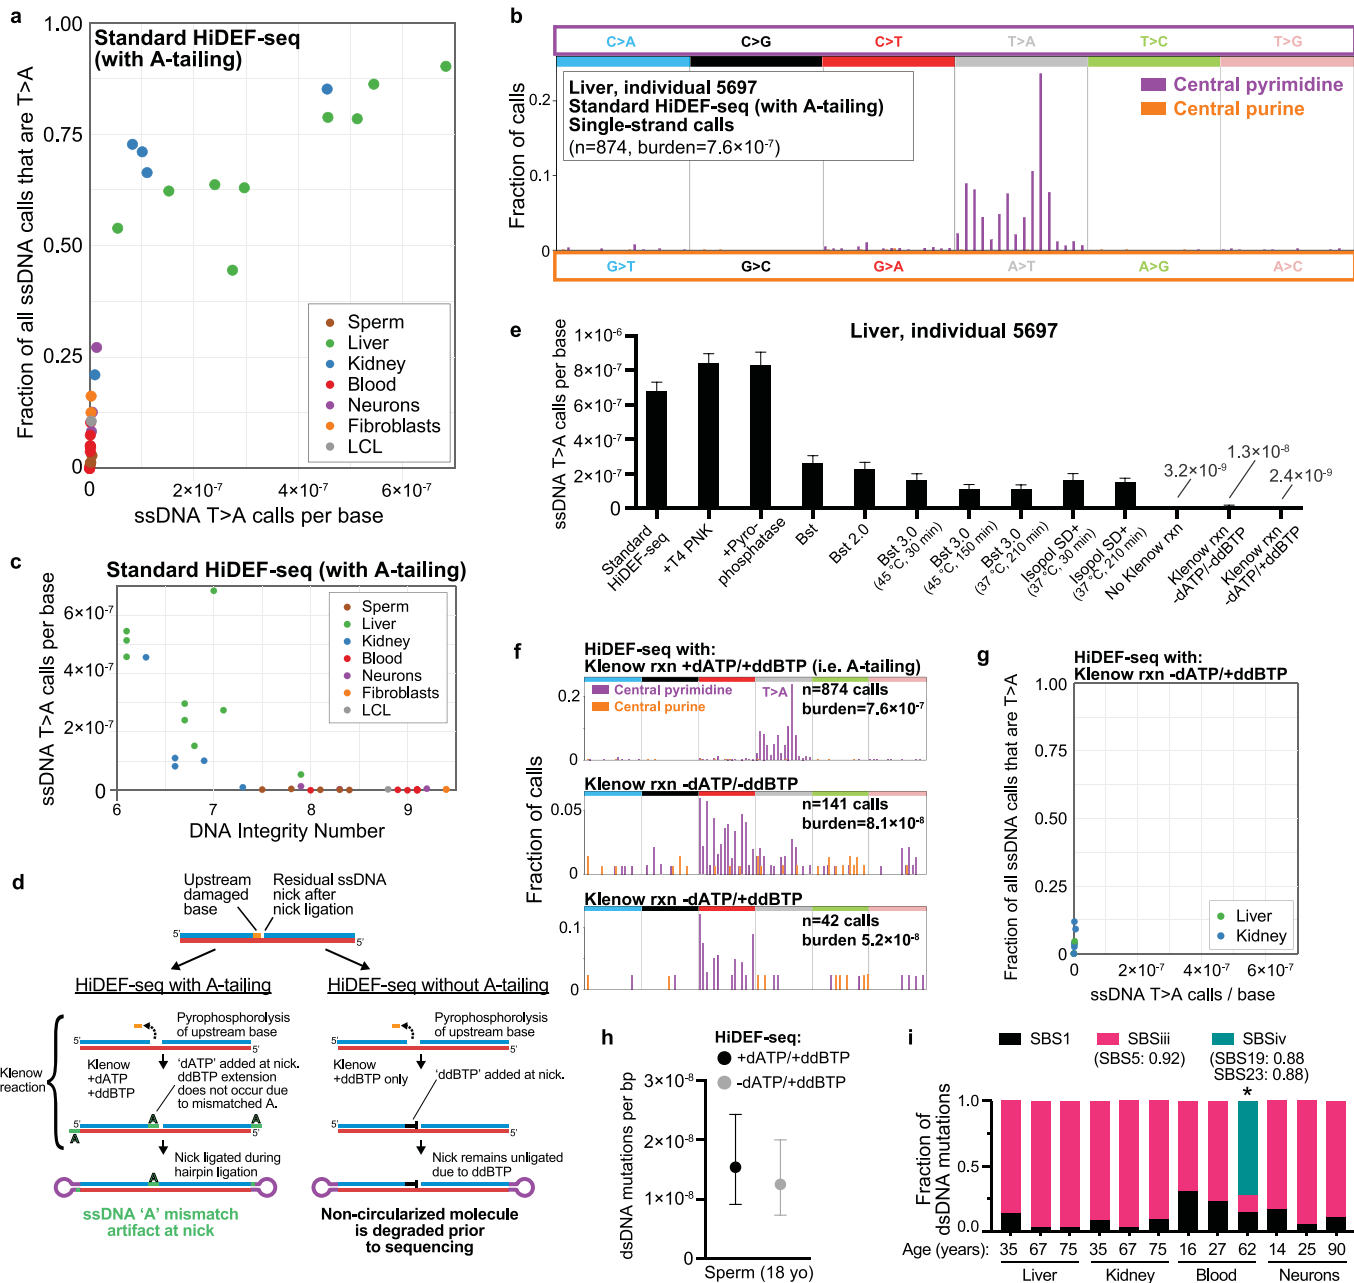 a
Standard HiDEF-seq
(with A-tailing)
Fraction of all ssDNA calls that are T>A
1.00
0.75
0.50
0.25
0
0
2×10⁻⁷
4×10⁻⁷
6×10⁻⁷
ssDNA T>A calls per base
Sperm
Liver
Kidney
Blood
Neurons
Fibroblasts
LCL
b
C>A
C>G
C>T
T>A
T>C
T>G
Liver, individual 5697
Standard HiDEF-seq (with A-tailing)
Single-strand calls
(n=874, burden=7.6×10⁻⁷)
Central pyrimidine
Central purine
Fraction of calls
0.2
0.1
0
G>T
G>C
G>A
A>T
A>G
A>C
c
Standard HiDEF-seq (with A-tailing)
ssDNA T>A calls per base
6×10⁻⁷
4×10⁻⁷
2×10⁻⁷
0
6
7
8
9
DNA Integrity Number
Sperm
Liver
Kidney
Blood
Neurons
Fibroblasts
LCL
d
Upstream
damaged
base
Residual ssDNA
nick after
nick ligation
5'
5'
HiDEF-seq with A-tailing
HiDEF-seq without A-tailing
Klenow
reaction
Pyrophosphorolysis
of upstream base
5'
5'
Klenow
+dATP
+ddBTP
'dATP' added at nick.
ddBTP extension
does not occur due
to mismatched A.
A
A
A
5'
5'
Nick ligated during
hairpin ligation
A
ssDNA 'A' mismatch
artifact at nick
Pyrophosphorolysis
of upstream base
5'
5'
Klenow
+ddBTP only
'ddBTP' added at nick.
5'
5'
Nick remains unligated
due to ddBTP
Non-circularized molecule
is degraded prior
to sequencing
e
Liver, individual 5697
ssDNA T>A calls per base
1×10⁻⁶
8×10⁻⁷
6×10⁻⁷
4×10⁻⁷
2×10⁻⁷
0
3.2×10⁻⁹
1.3×10⁻⁸
2.4×10⁻⁹
Standard
HiDEF-seq
+T4 PNK
+Pyro-
phosphatase
Bst
Bst 2.0
Bst 3.0
(45 °C, 30 min)
Bst 3.0
(45 °C, 150 min)
Bst 3.0
(37 °C, 210 min)
Isopol SD+
(37 °C, 30 min)
Isopol SD+
(37 °C, 210 min)
No Klenow rxn
Klenow rxn
-dATP/-ddBTP
Klenow rxn
-dATP/+ddBTP
f
HiDEF-seq with:
Klenow rxn +dATP/+ddBTP (i.e. A-tailing)
Central pyrimidine
Central purine
T>A
n=874 calls
burden=7.6×10⁻⁷
0.2
0
Klenow rxn -dATP/-ddBTP
n=141 calls
burden=8.1×10⁻⁸
0.05
0
Klenow rxn -dATP/+ddBTP
n=42 calls
burden 5.2×10⁻⁸
0.1
0
Fraction of calls
g
HiDEF-seq with:
Klenow rxn -dATP/+ddBTP
Fraction of all ssDNA calls that are T>A
1.00
0.75
0.50
0.25
0
Liver
Kidney
0
2×10⁻⁷
4×10⁻⁷
6×10⁻⁷
ssDNA T>A calls / base
h
HiDEF-seq:
+dATP/+ddBTP
-dATP/+ddBTP
dsDNA mutations per bp
3×10⁻⁸
2×10⁻⁸
1×10⁻⁸
0
Sperm (18 yo)
i
SBS1
SBSiii
(SBS5: 0.92)
SBSiv
(SBS19: 0.88
SBS23: 0.88)
*
Fraction of
dsDNA mutations
1.0
0.5
0.0
Age (years):
35 67 75 35 67 75 16 27 62 14 25 90
Liver
Kidney
Blood
Neurons